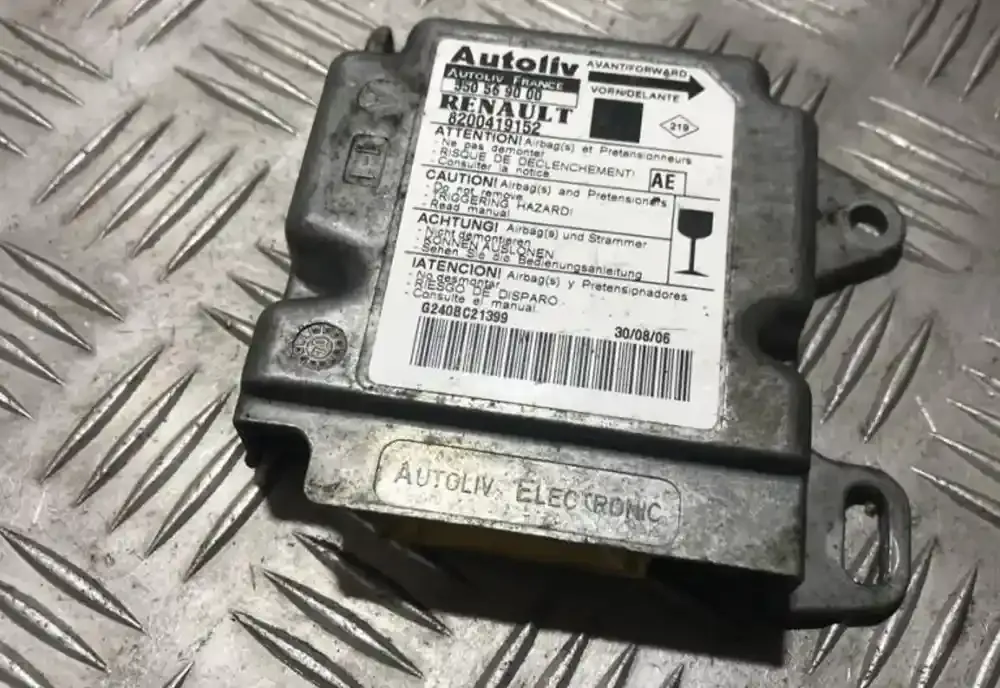 Autoliv
AUTOLIV FRANCE
550 56 90 00
RENAULT
8200419152
AVANT/FORWARD
VORN/DELANTE
219
ATTENTION! Airbag(s) et Pretensionneurs
- Ne pas demonter
- RISQUE DE DECLENCHEMENT!
- Consulter la notice
AE
CAUTION! Airbag(s) and Pretensioners
- Do not remove
- TRIGGERING HAZARD!
- Read manual
ACHTUNG! Airbag(s) und Strammer
- Nicht demontieren
- KONNEN AUSLONEN
- Sehen Sie die Bedienungsanleitung
!ATENCION! Airbag(s) y Pretensionadores
- No desmontar
- RIESGO DE DISPARO
- Consulte el manual
G240BC21399
30/08/06
AUTOLIV ELECTRONIC